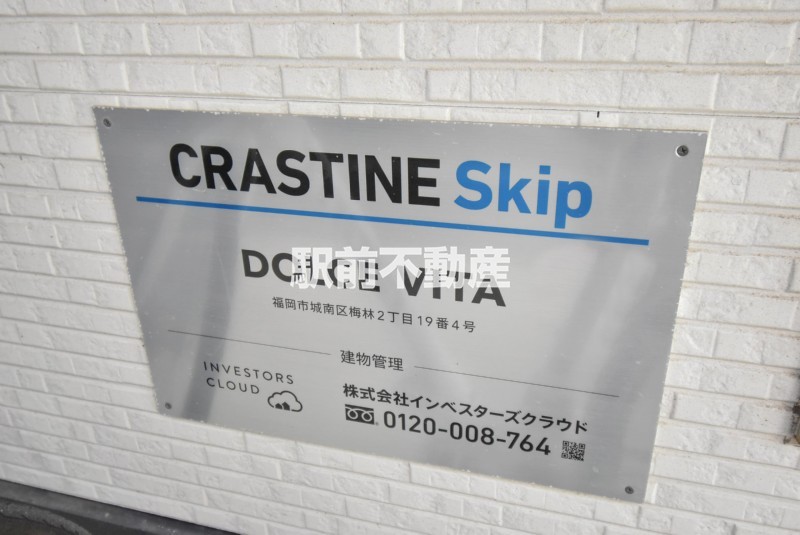 CRASTINE Skip
DOLCE VITA
駅前不動産
福岡市城南区梅林2丁目19番4号
建物管理
INVESTORS
CLOUD
株式会社インベスターズクラウド
0120-008-764